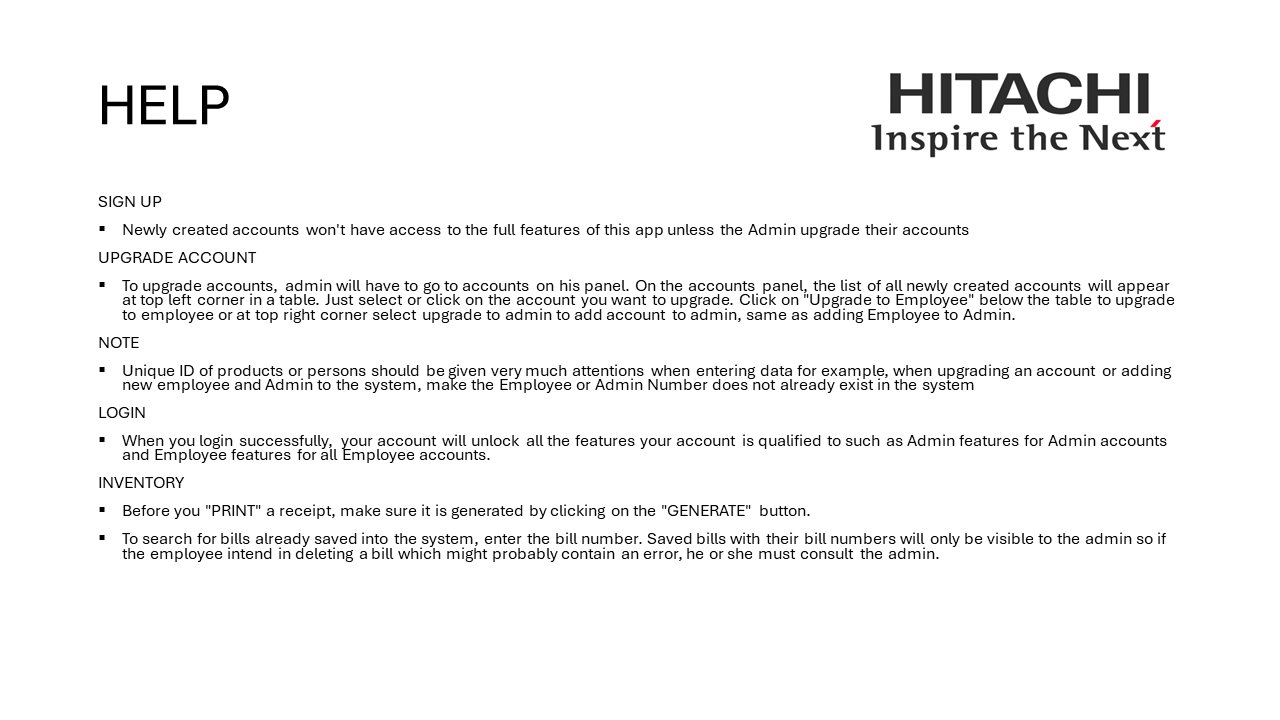 HELP
HITACHI
Inspire the Next
SIGN UP
▪ Newly created accounts won't have access to the full features of this app unless the Admin upgrade their accounts
UPGRADE ACCOUNT
▪ To upgrade accounts, admin will have to go to accounts on his panel. On the accounts panel, the list of all newly created accounts will appear
at top left corner in a table. Just select or click on the account you want to upgrade. Click on "Upgrade to Employee" below the table to upgrade
to employee or at top right corner select upgrade to admin to add account to admin, same as adding Employee to Admin.
NOTE
▪ Unique ID of products or persons should be given very much attentions when entering data for example, when upgrading an account or adding
new employee and Admin to the system, make the Employee or Admin Number does not already exist in the system
LOGIN
▪ When you login successfully, your account will unlock all the features your account is qualified to such as Admin features for Admin accounts
and Employee features for all Employee accounts.
INVENTORY
▪ Before you "PRINT" a receipt, make sure it is generated by clicking on the "GENERATE" button.
▪ To search for bills already saved into the system, enter the bill number. Saved bills with their bill numbers will only be visible to the admin so if
the employee intend in deleting a bill which might probably contain an error, he or she must consult the admin.